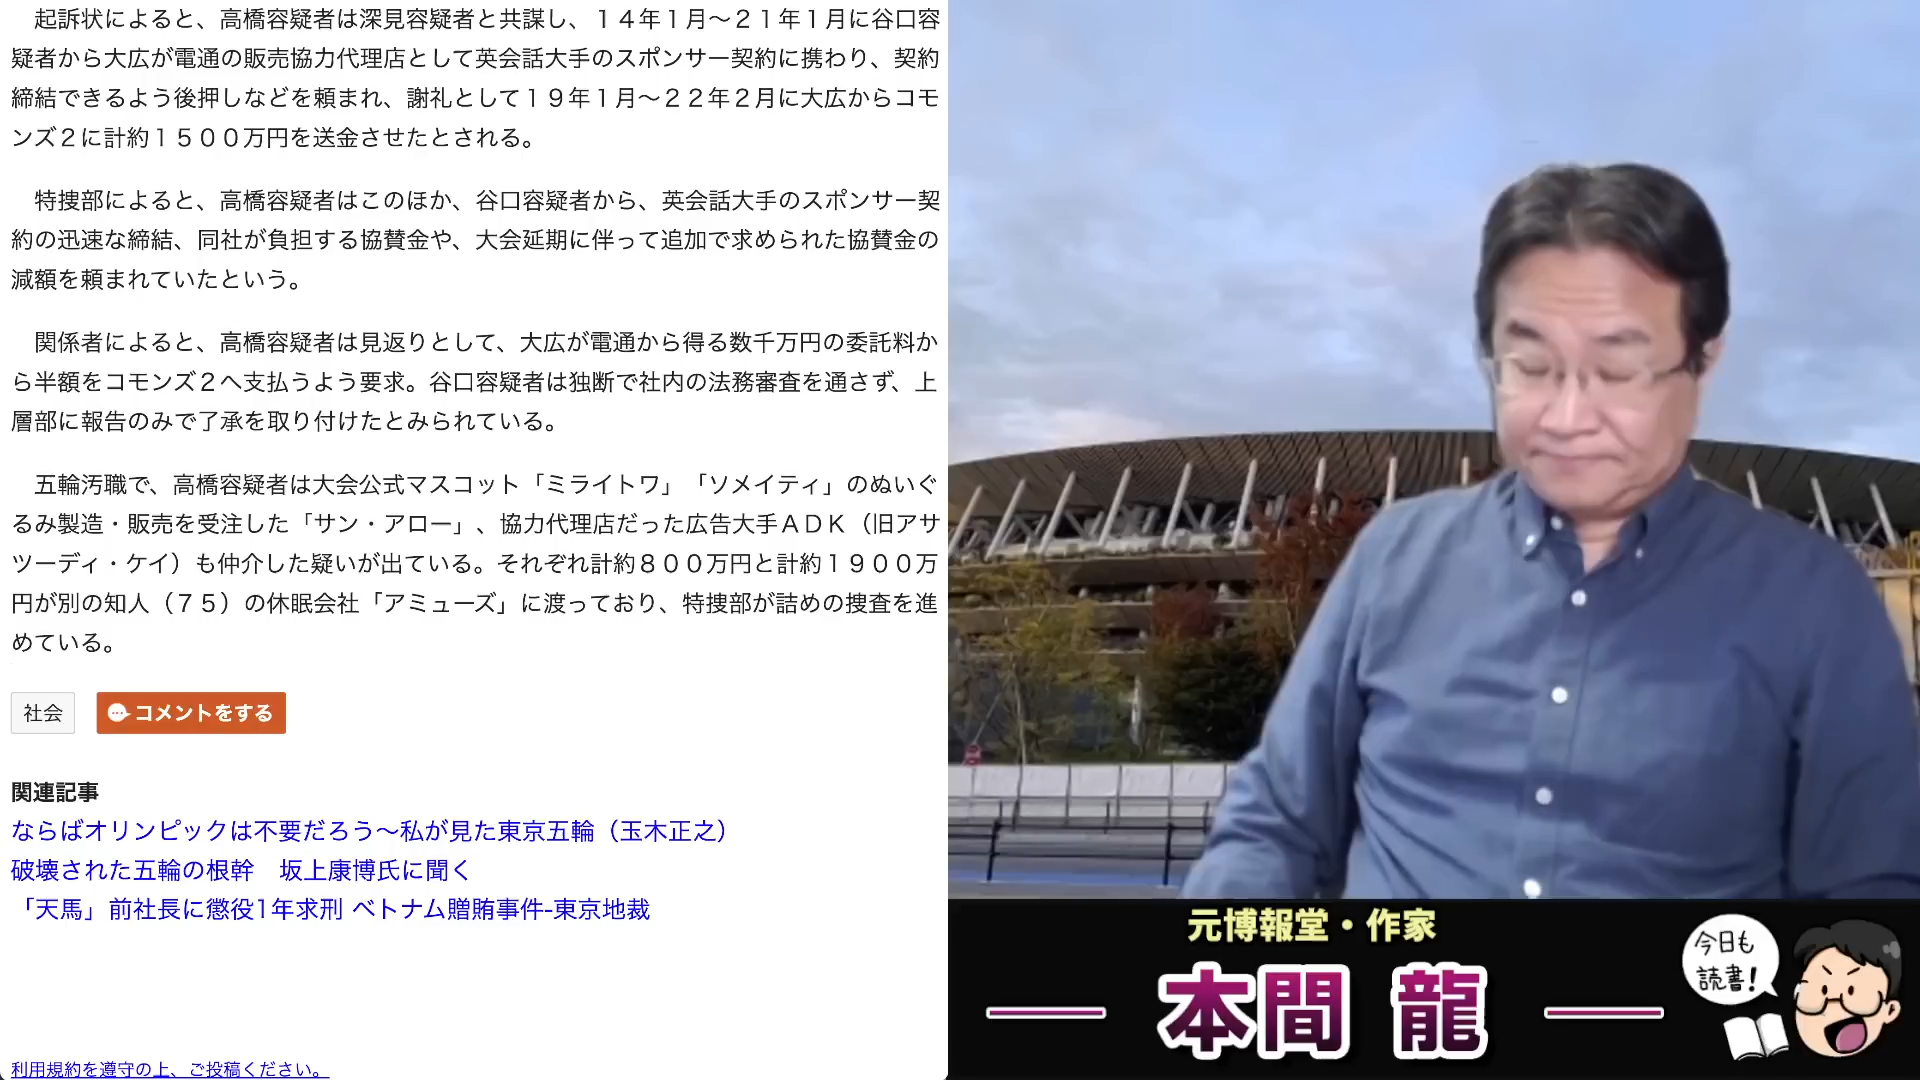 起訴状によると、高橋容疑者は深見容疑者と共謀し、１４年１月〜２１年１月に谷口容
疑者から大広が電通の販売協力代理店として英会話大手のスポンサー契約に携わり、契約
締結できるよう後押しなどを頼まれ、謝礼として１９年１月〜２２年２月に大広からコモ
ンズ２に計約１５００万円を送金させたとされる。
　特捜部によると、高橋容疑者はこのほか、谷口容疑者から、英会話大手のスポンサー契
約の迅速な締結、同社が負担する協賛金や、大会延期に伴って追加で求められた協賛金の
減額を頼まれていたという。
　関係者によると、高橋容疑者は見返りとして、大広が電通から得る数千万円の委託料か
ら半額をコモンズ２へ支払うよう要求。谷口容疑者は独断で社内の法務審査を通さず、上
層部に報告のみで了承を取り付けたとみられている。
　五輪汚職で、高橋容疑者は大会公式マスコット「ミライトワ」「ソメイティ」のぬいぐ
るみ製造・販売を受注した「サン・アロー」、協力代理店だった広告大手ＡＤＫ（旧アサ
ツーディ・ケイ）も仲介した疑いが出ている。それぞれ計約８００万円と計約１９００万
円が別の知人（７５）の休眠会社「アミューズ」に渡っており、特捜部が詰めの捜査を進
めている。
社会
コメントをする
関連記事
ならばオリンピックは不要だろう〜私が見た東京五輪（玉木正之）
破壊された五輪の根幹　坂上康博氏に聞く
「天馬」前社長に懲役1年求刑 ベトナム贈賄事件-東京地裁
利用規約を遵守の上、ご投稿ください。
元博報堂・作家
本間 龍
今日も
読書!